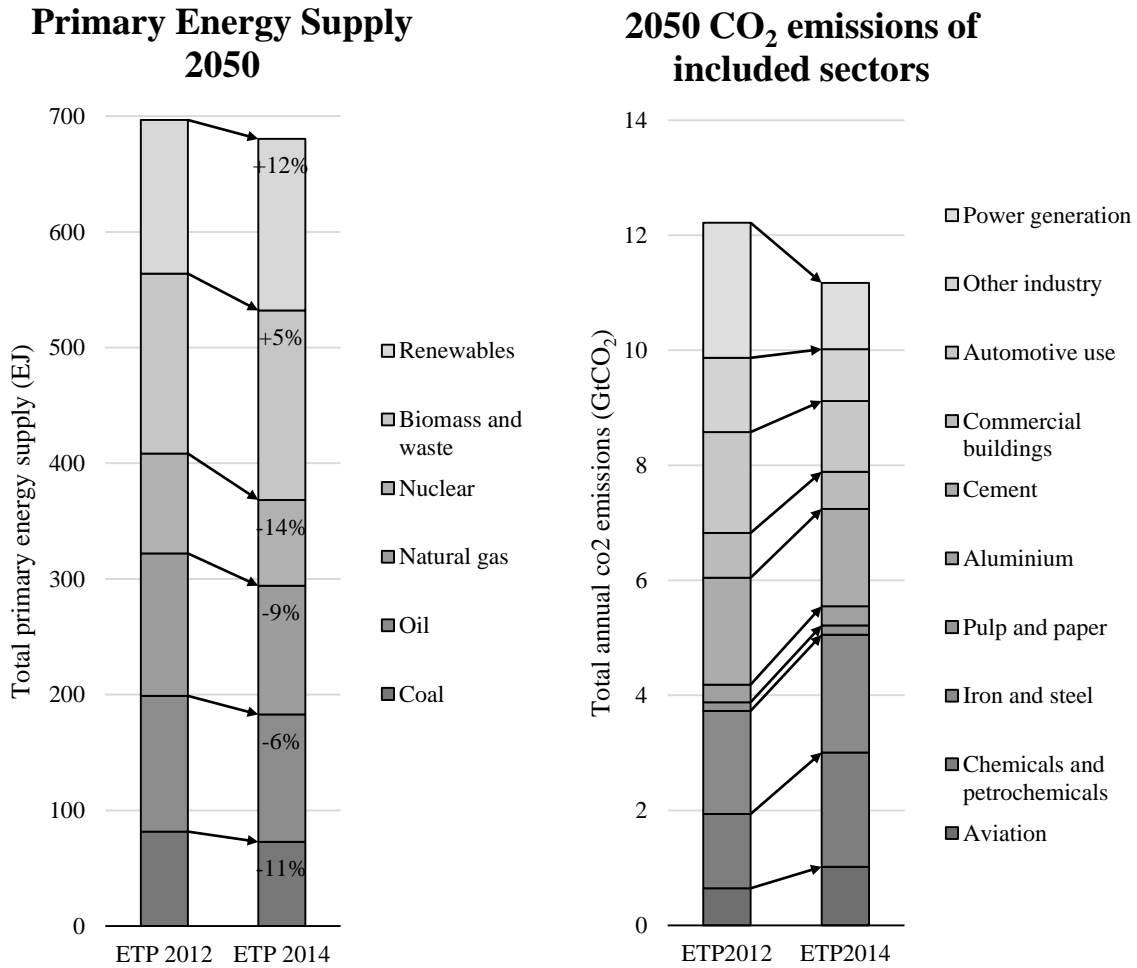 Primary Energy Supply
2050
Total primary energy supply (EJ)
700
600
500
400
300
200
100
0
+12%
+5%
-14%
-9%
-6%
-11%
ETP 2012
ETP 2014
Renewables
Biomass and
waste
Nuclear
Natural gas
Oil
Coal
2050 CO₂ emissions of
included sectors
Total annual co2 emissions (GtCO₂)
14
12
10
8
6
4
2
0
ETP2012
ETP2014
Power generation
Other industry
Automotive use
Commercial
buildings
Cement
Aluminium
Pulp and paper
Iron and steel
Chemicals and
petrochemicals
Aviation